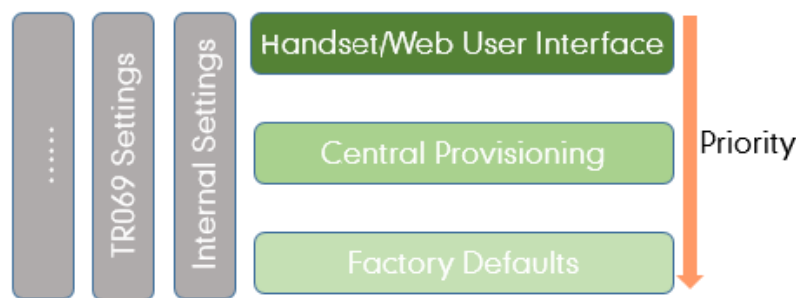 ......
TR069 Settings
Internal Settings
Handset/Web User Interface
Central Provisioning
Factory Defaults
Priority